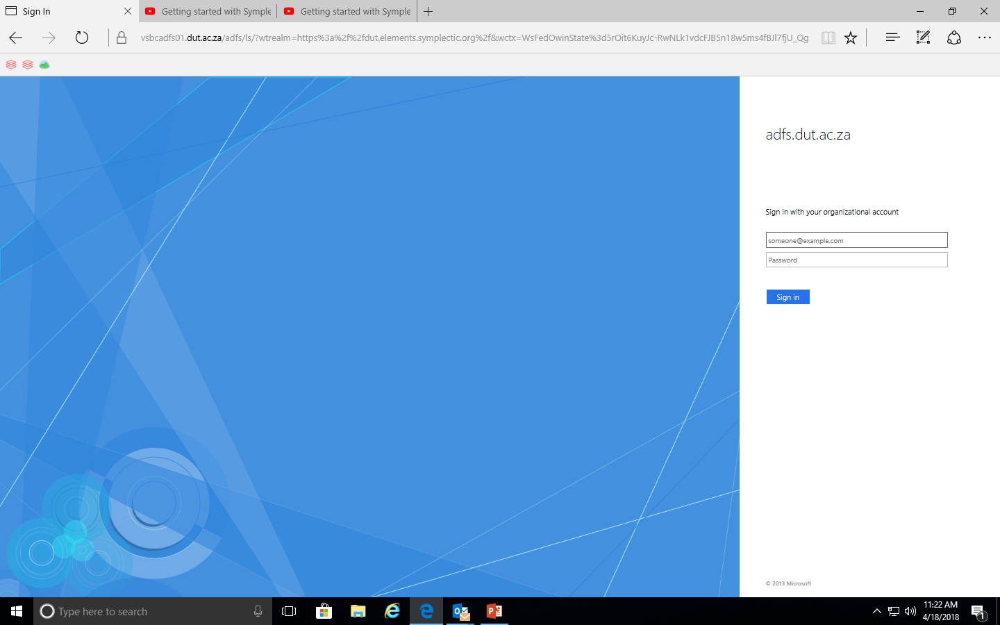 Sign In
Getting started with Symple
Getting started with Symple
vsbcadfs01.dut.ac.za/adfs/ls/?wtrealm=https%3a%2f%2fdut.elements.symplectic.org%2f&wctx=WsFedOwinState%3d5rOit6KuyJc-RwNLk1vdcFJB5n18w5ms4fBJl7fjU_Qg
adfs.dut.ac.za
Sign in with your organizational account
someone@example.com
Password
Sign in
© 2013 Microsoft
Type here to search
11:22 AM
4/18/2018
1